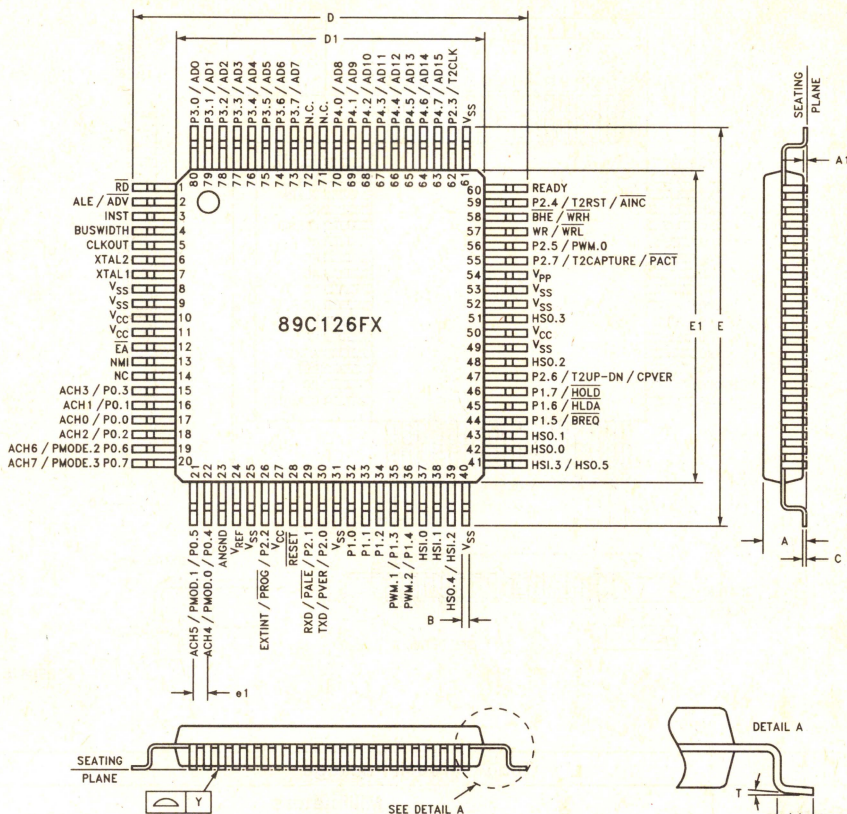 D
D1
P3.0 / AD0
P3.1 / AD1
P3.2 / AD2
P3.3 / AD3
P3.4 / AD4
P3.5 / AD5
P3.6 / AD6
P3.7 / AD7
N.C.
N.C.
P4.0 / AD8
P4.1 / AD9
P4.2 / AD10
P4.3 / AD11
P4.4 / AD12
P4.5 / AD13
P4.6 / AD14
P4.7 / AD15
P2.3 / T2CLK
VSS
80 79 78 77 76 75 74 73 72 71 70 69 68 67 66 65 64 63 62 61
RD 1
ALE / ADV 2
INST 3
BUSWIDTH 4
CLKOUT 5
XTAL2 6
XTAL1 7
VSS 8
VSS 9
VCC 10
VCC 11
EA 12
NMI 13
NC 14
ACH3 / P0.3 15
ACH1 / P0.1 16
ACH0 / P0.0 17
ACH2 / P0.2 18
ACH6 / PMODE.2 P0.6 19
ACH7 / PMODE.3 P0.7 20
89C126FX
60 READY
59 P2.4 / T2RST / AINC
58 BHE / WRH
57 WR / WRL
56 P2.5 / PWM.0
55 P2.7 / T2CAPTURE / PACT
54 VPP
53 VSS
52 VSS
51 HSO.3
50 VCC
49 VSS
48 HSO.2
47 P2.6 / T2UP-DN / CPVER
46 P1.7 / HOLD
45 P1.6 / HLDA
44 P1.5 / BREQ
43 HSO.1
42 HSO.0
41 HSI.3 / HSO.5
21 22 23 24 25 26 27 28 29 30 31 32 33 34 35 36 37 38 39 40
ACH5 / PMOD.1 / P0.5
ACH4 / PMOD.0 / P0.4
ANGND
VREF
VSS
EXTINT / PROG / P2.2
VCC
RESET
RXD / PALE / P2.1
TXD / PVER / P2.0
VSS
P1.0
P1.1
P1.2
PWM.1 / P1.3
PWM.2 / P1.4
HSI.0
HSI.1
HSO.4 / HSI.2
VSS
B
e1
E1
E
SEATING
PLANE
A1
A
C
SEATING
PLANE
Y
SEE DETAIL A
DETAIL A
T